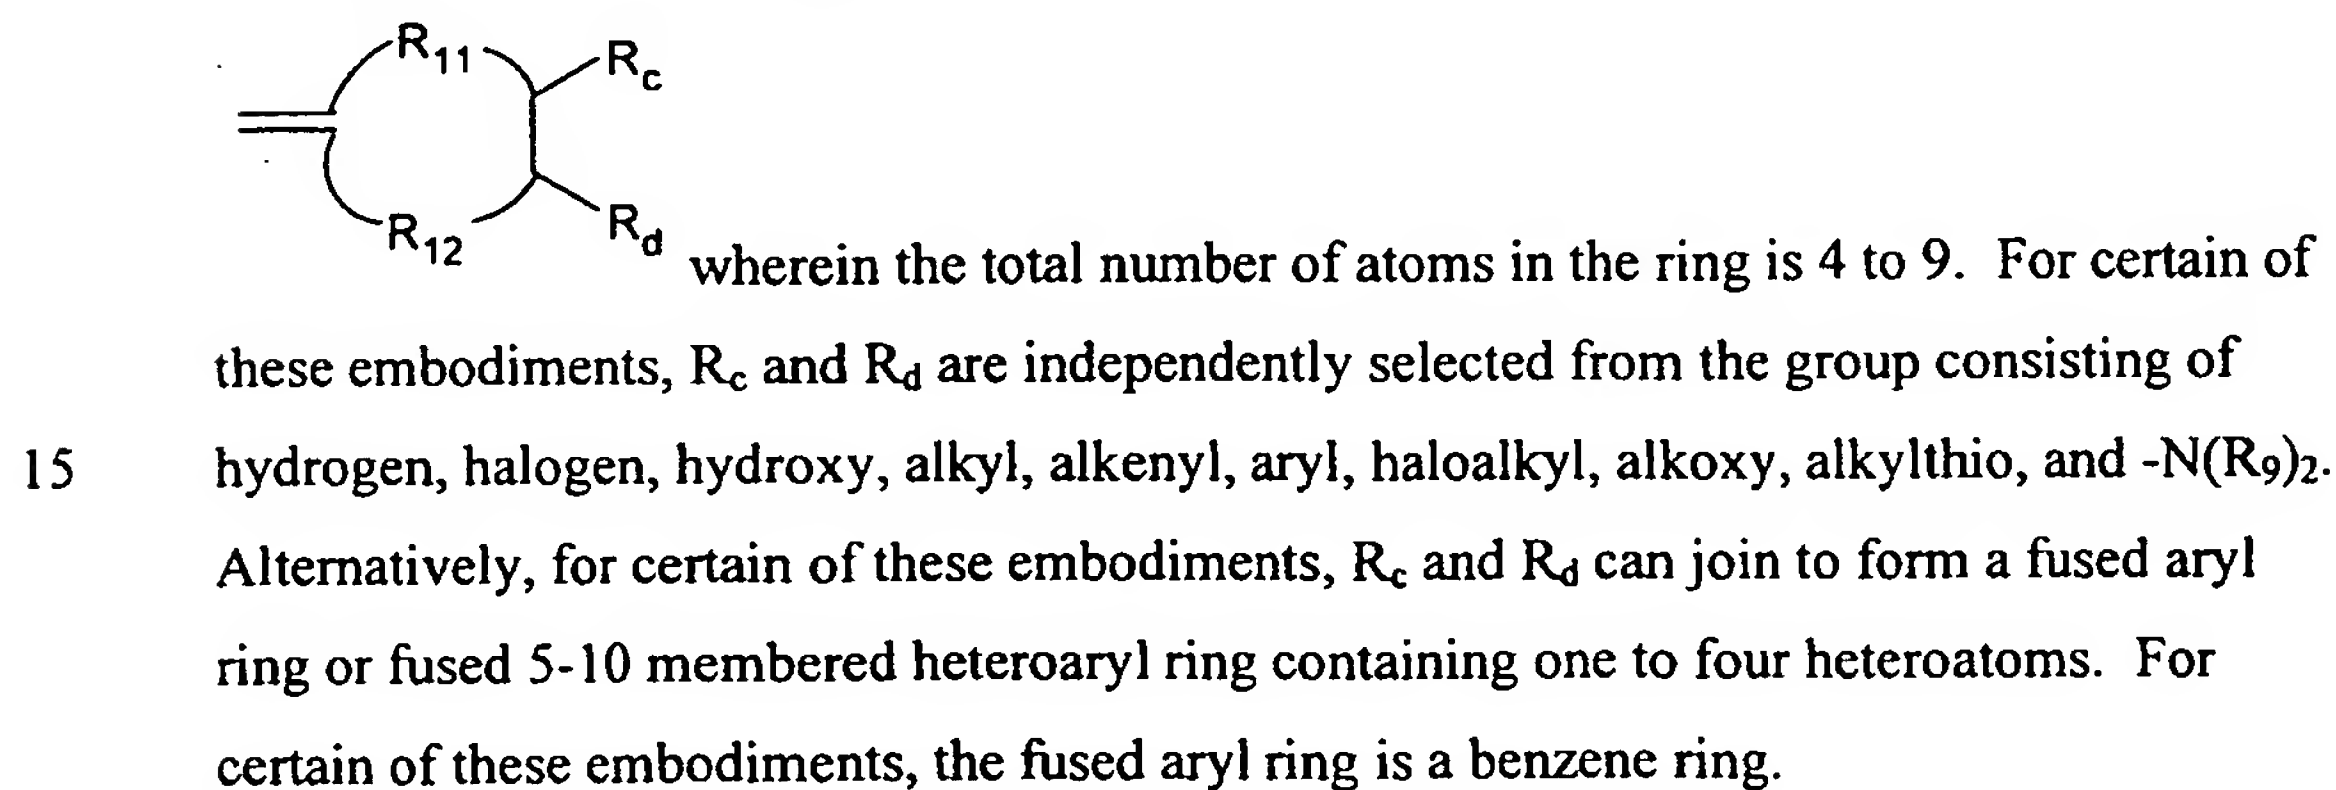 R11 Rc
R12 Rd wherein the total number of atoms in the ring is 4 to 9. For certain of
these embodiments, Rc and Rd are independently selected from the group consisting of
15 hydrogen, halogen, hydroxy, alkyl, alkenyl, aryl, haloalkyl, alkoxy, alkylthio, and -N(R9)2.
Alternatively, for certain of these embodiments, Rc and Rd can join to form a fused aryl
ring or fused 5-10 membered heteroaryl ring containing one to four heteroatoms. For
certain of these embodiments, the fused aryl ring is a benzene ring.